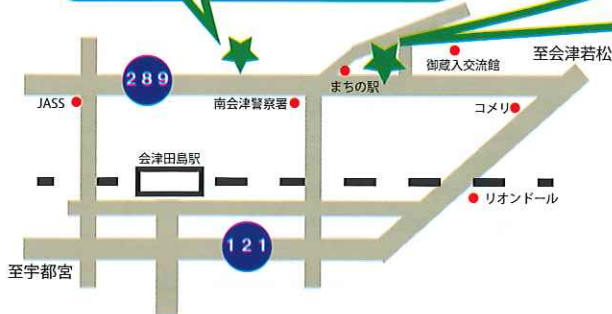 至会津若松
御蔵入交流館
289
まちの駅
JASS
南会津警察署
コメリ
会津田島駅
リオンドール
121
至宇都宮